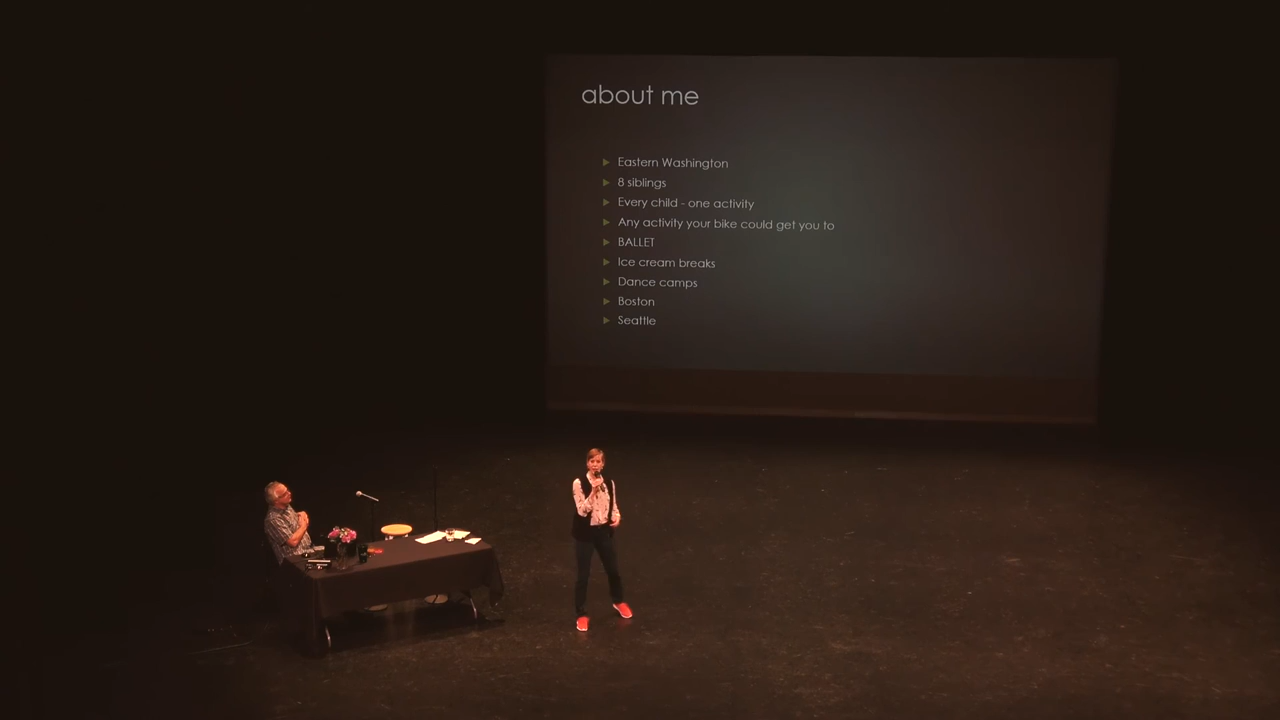 about me
Eastern Washington
8 siblings
Every child - one activity
Any activity your bike could get you to
BALLET
Ice cream breaks
Dance camps
Boston
Seattle